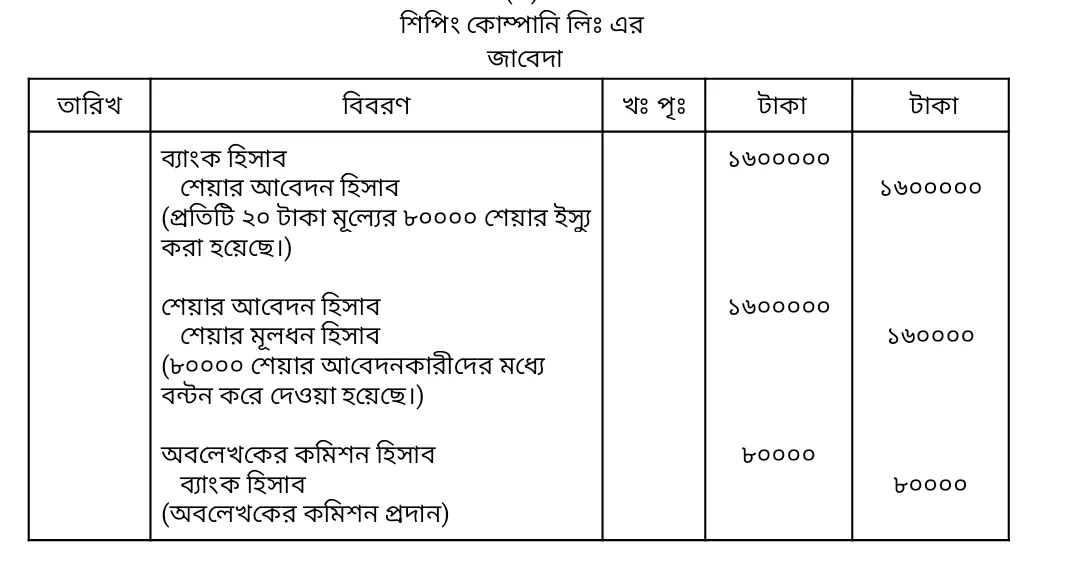 শিপিং কোম্পানি লিঃ এর
জাবেদা
তারিখ বিবরণ খঃ পৃঃ টাকা টাকা
ব্যাংক হিসাব ১৬০০০০০
শেয়ার আবেদন হিসাব ১৬০০০০০
(প্রতিটি ২০ টাকা মূল্যের ৮০০০০ শেয়ার ইস্যু
করা হয়েছে।)
শেয়ার আবেদন হিসাব ১৬০০০০০
শেয়ার মূলধন হিসাব ১৬০০০০
(৮০০০০ শেয়ার আবেদনকারীদের মধ্যে
বন্টন করে দেওয়া হয়েছে।)
অবলেখকের কমিশন হিসাব ৮০০০০
ব্যাংক হিসাব ৮০০০০
(অবলেখকের কমিশন প্রদান)